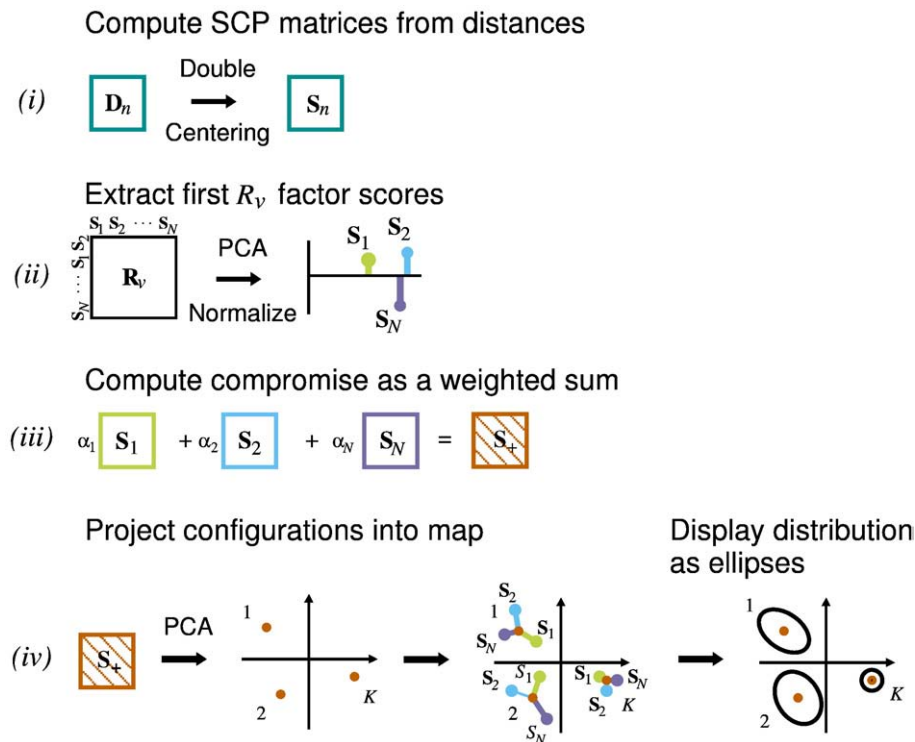 Compute SCP matrices from distances
(i) Dn Double Centering Sn
Extract first Rv factor scores
S1 S2 ... SN
SN ... S1 S2
(ii) Rv PCA Normalize S1 S2 SN
Compute compromise as a weighted sum
(iii) α1 S1 + α2 S2 + αN SN = S+
Project configurations into map
Display distribution
as ellipses
(iv) S+ PCA
1 2 K
S2 1 SN S1
S2 S1 2 SN
S1 S2 SN K
1 2 K